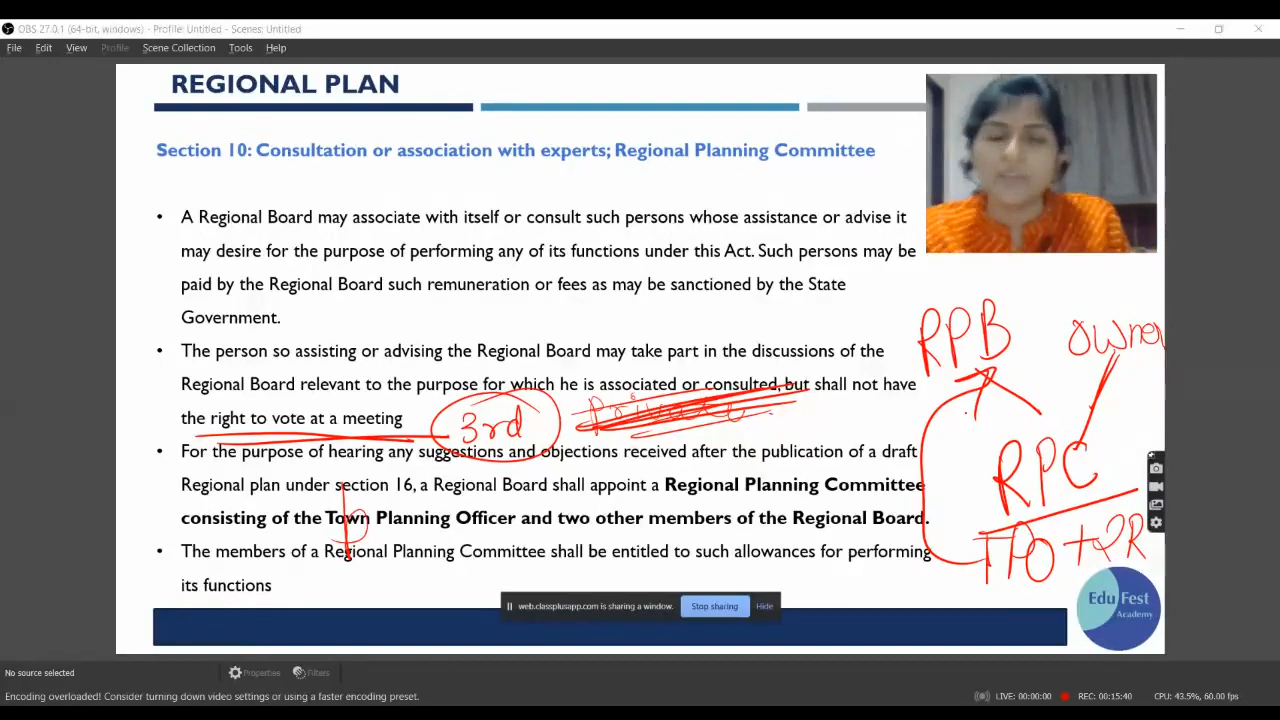 OBS 27.0.1 (64-bit, windows) - Profile: Untitled - Scenes: Untitled
File Edit View Profile Scene Collection Tools Help
REGIONAL PLAN
Section 10: Consultation or association with experts; Regional Planning Committee
• A Regional Board may associate with itself or consult such persons whose assistance or advise it
may desire for the purpose of performing any of its functions under this Act. Such persons may be
paid by the Regional Board such remuneration or fees as may be sanctioned by the State
Government.
• The person so assisting or advising the Regional Board may take part in the discussions of the
Regional Board relevant to the purpose for which he is associated or consulted, but shall not have
the right to vote at a meeting
3rd
• For the purpose of hearing any suggestions and objections received after the publication of a draft
Regional plan under section 16, a Regional Board shall appoint a Regional Planning Committee
consisting of the Town Planning Officer and two other members of the Regional Board.
• The members of a Regional Planning Committee shall be entitled to such allowances for performing
its functions
RPB
RPC
TPO +2R
EduFest
Academy
web.classplusapp.com is sharing a window. Stop sharing Hide
No source selected Properties Filters
Encoding overloaded! Consider turning down video settings or using a faster encoding preset. LIVE: 00:00:00 REC: 00:15:40 CPU: 43.5%, 60.00 fps